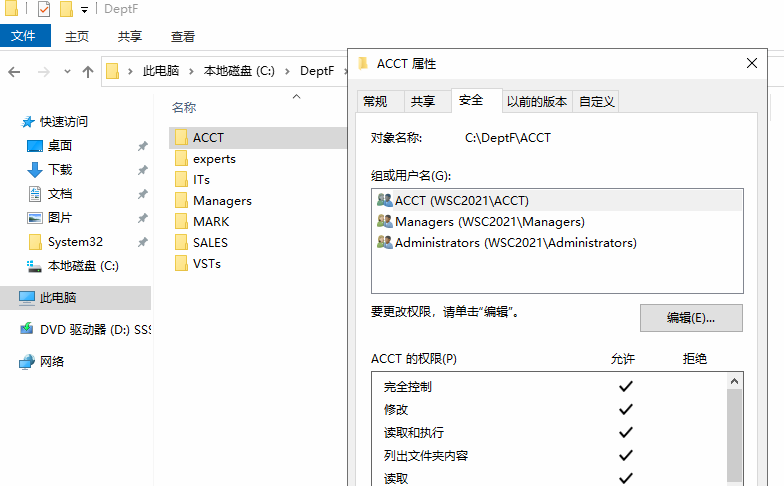 DeptF
文件 主页 共享 查看
此电脑 本地磁盘 (C:) DeptF
快速访问
桌面
下载
文档
图片
System32
本地磁盘 (C:)
此电脑
DVD 驱动器 (D:) SSS
网络
名称
ACCT
experts
ITs
Managers
MARK
SALES
VSTs
ACCT 属性
常规 共享 安全 以前的版本 自定义
对象名称: C:\DeptF\ACCT
组或用户名(G):
ACCT (WSC2021\ACCT)
Managers (WSC2021\Managers)
Administrators (WSC2021\Administrators)
要更改权限，请单击“编辑”。
编辑(E)...
ACCT 的权限(P) 允许 拒绝
完全控制
修改
读取和执行
列出文件夹内容
读取